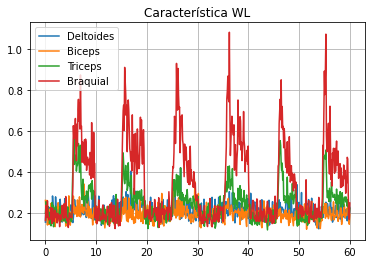 Característica WL
Deltoides
Biceps
Triceps
Braquial
1.0
0.8
0.6
0.4
0.2
0 10 20 30 40 50 60